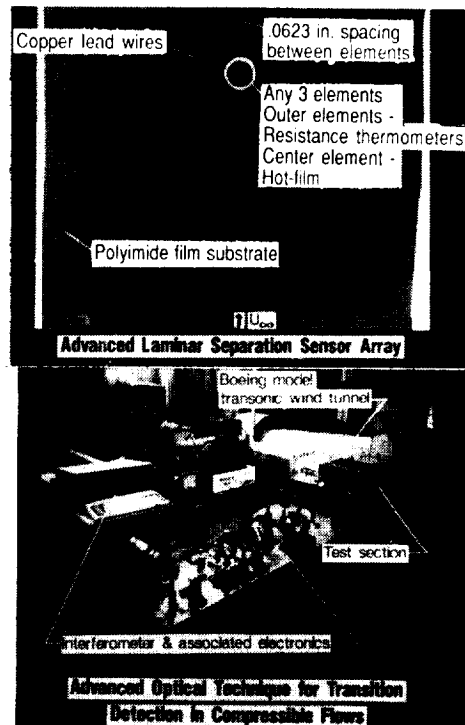 Copper lead wires
.0623 in. spacing
between elements
Any 3 elements
Outer elements -
Resistance thermometers
Center element -
Hot-film
Polyimide film substrate
↑U∞
Advanced Laminar Separation Sensor Array
Boeing model
transonic wind tunnel
Test section
Interferometer & associated electronics
Advanced Optical Technique for Transition
Detection in Compressible Flows